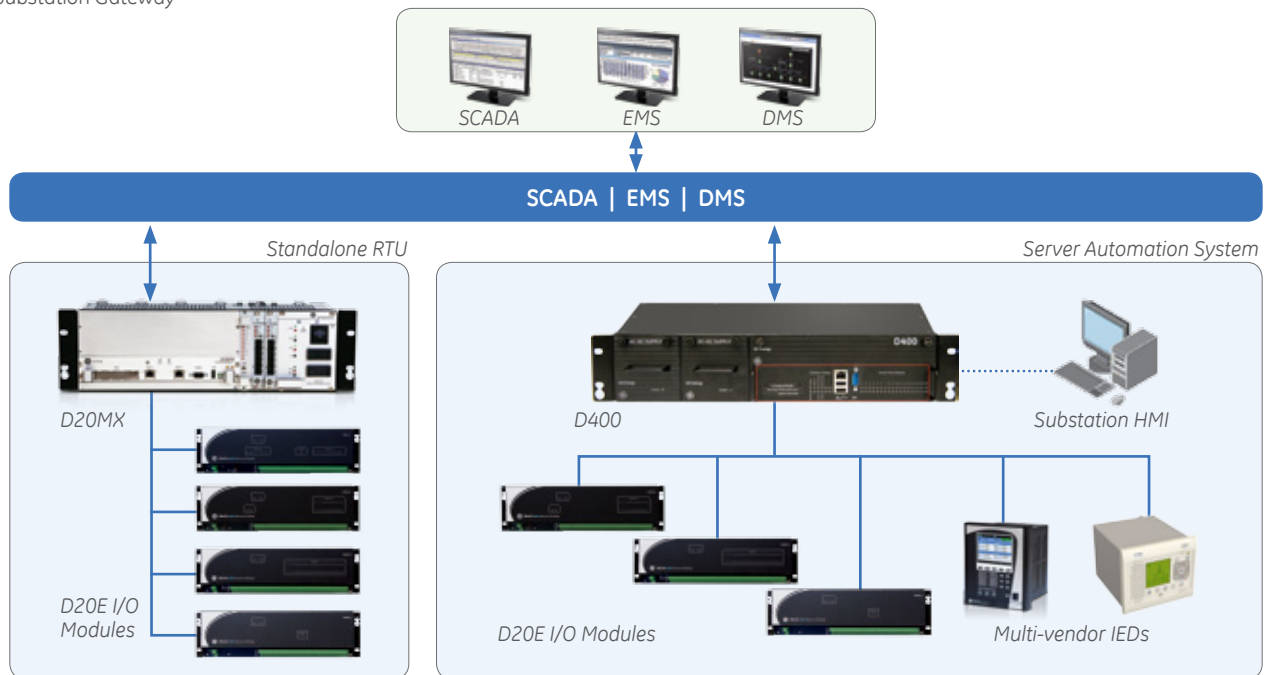 Substation Gateway
SCADA
EMS
DMS
SCADA | EMS | DMS
Standalone RTU
Server Automation System
D400
D20MX
D400
Substation HMI
D20E I/O
Modules
D20E I/O Modules
Multi-vendor IEDs